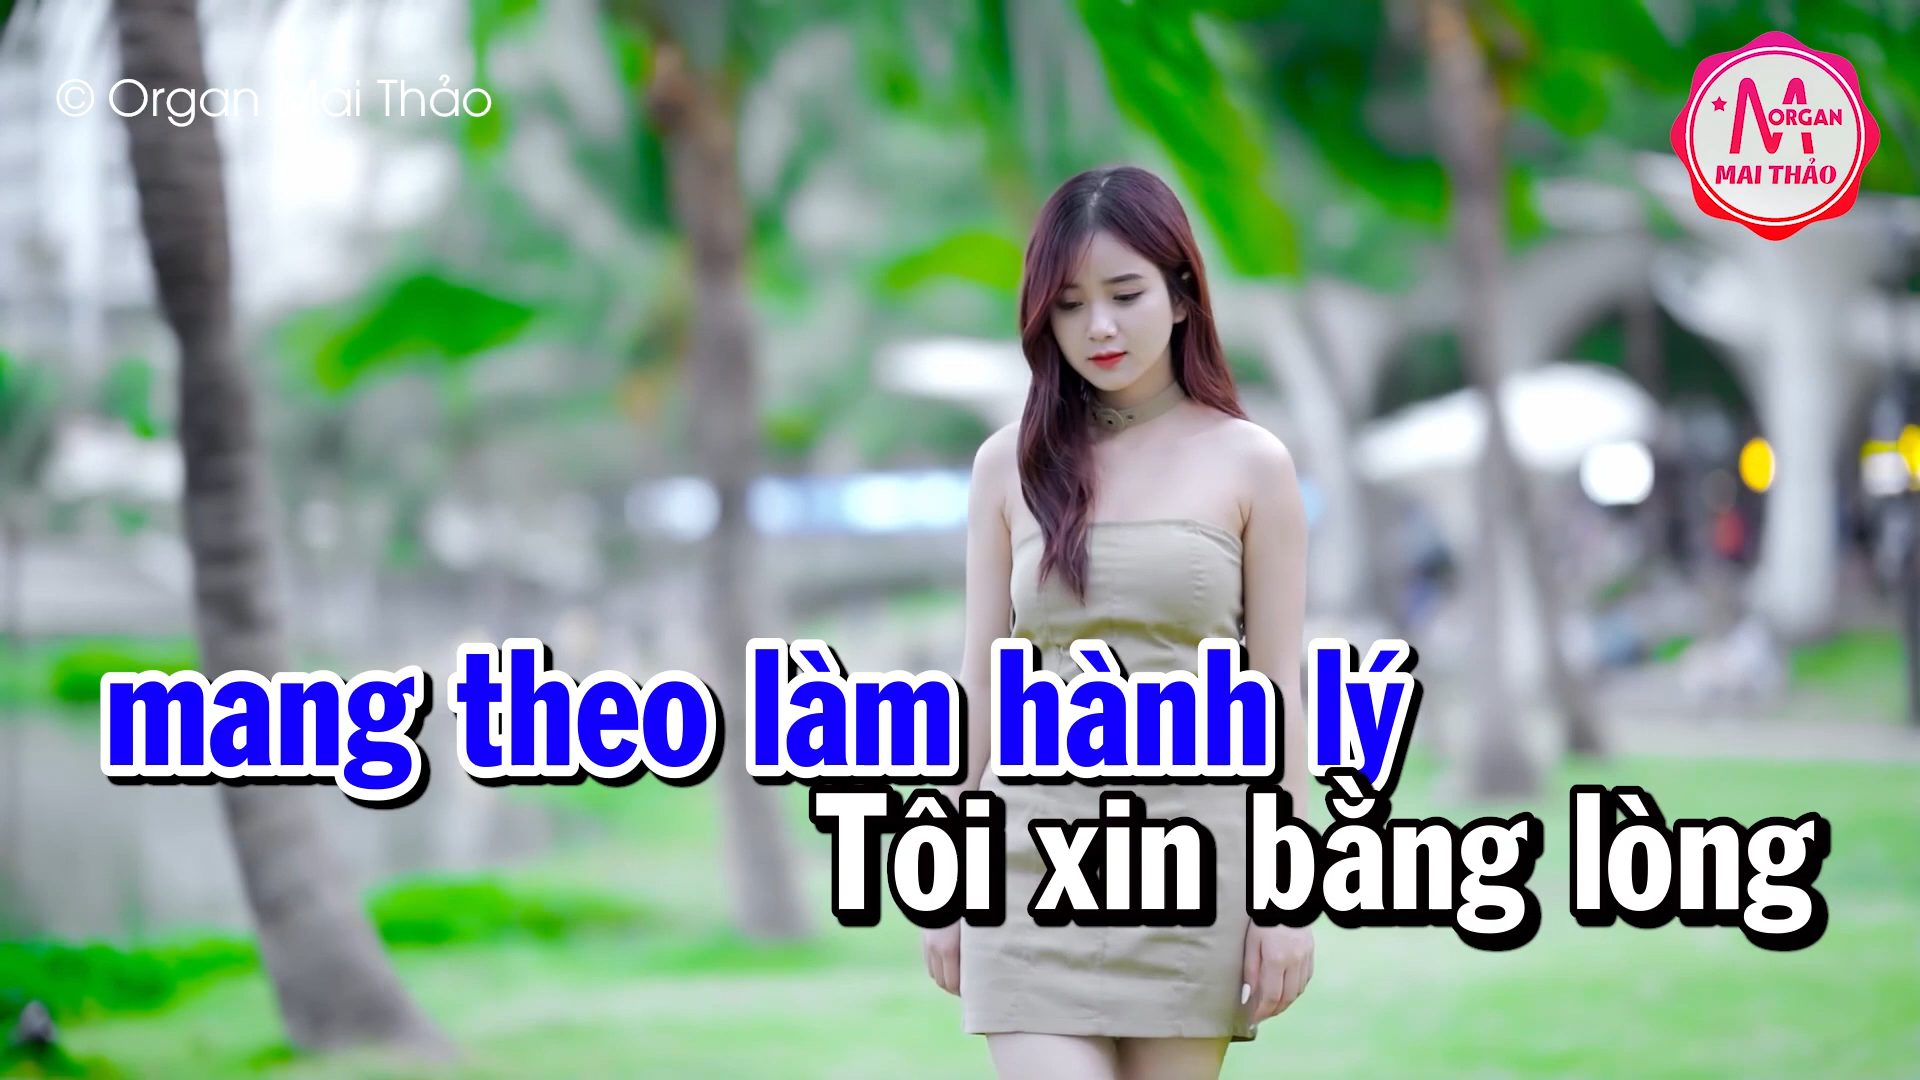 © Organ Mai Thảo
M ORGAN
MAI THẢO
mang theo làm hành lý
Tôi xin bằng lòng